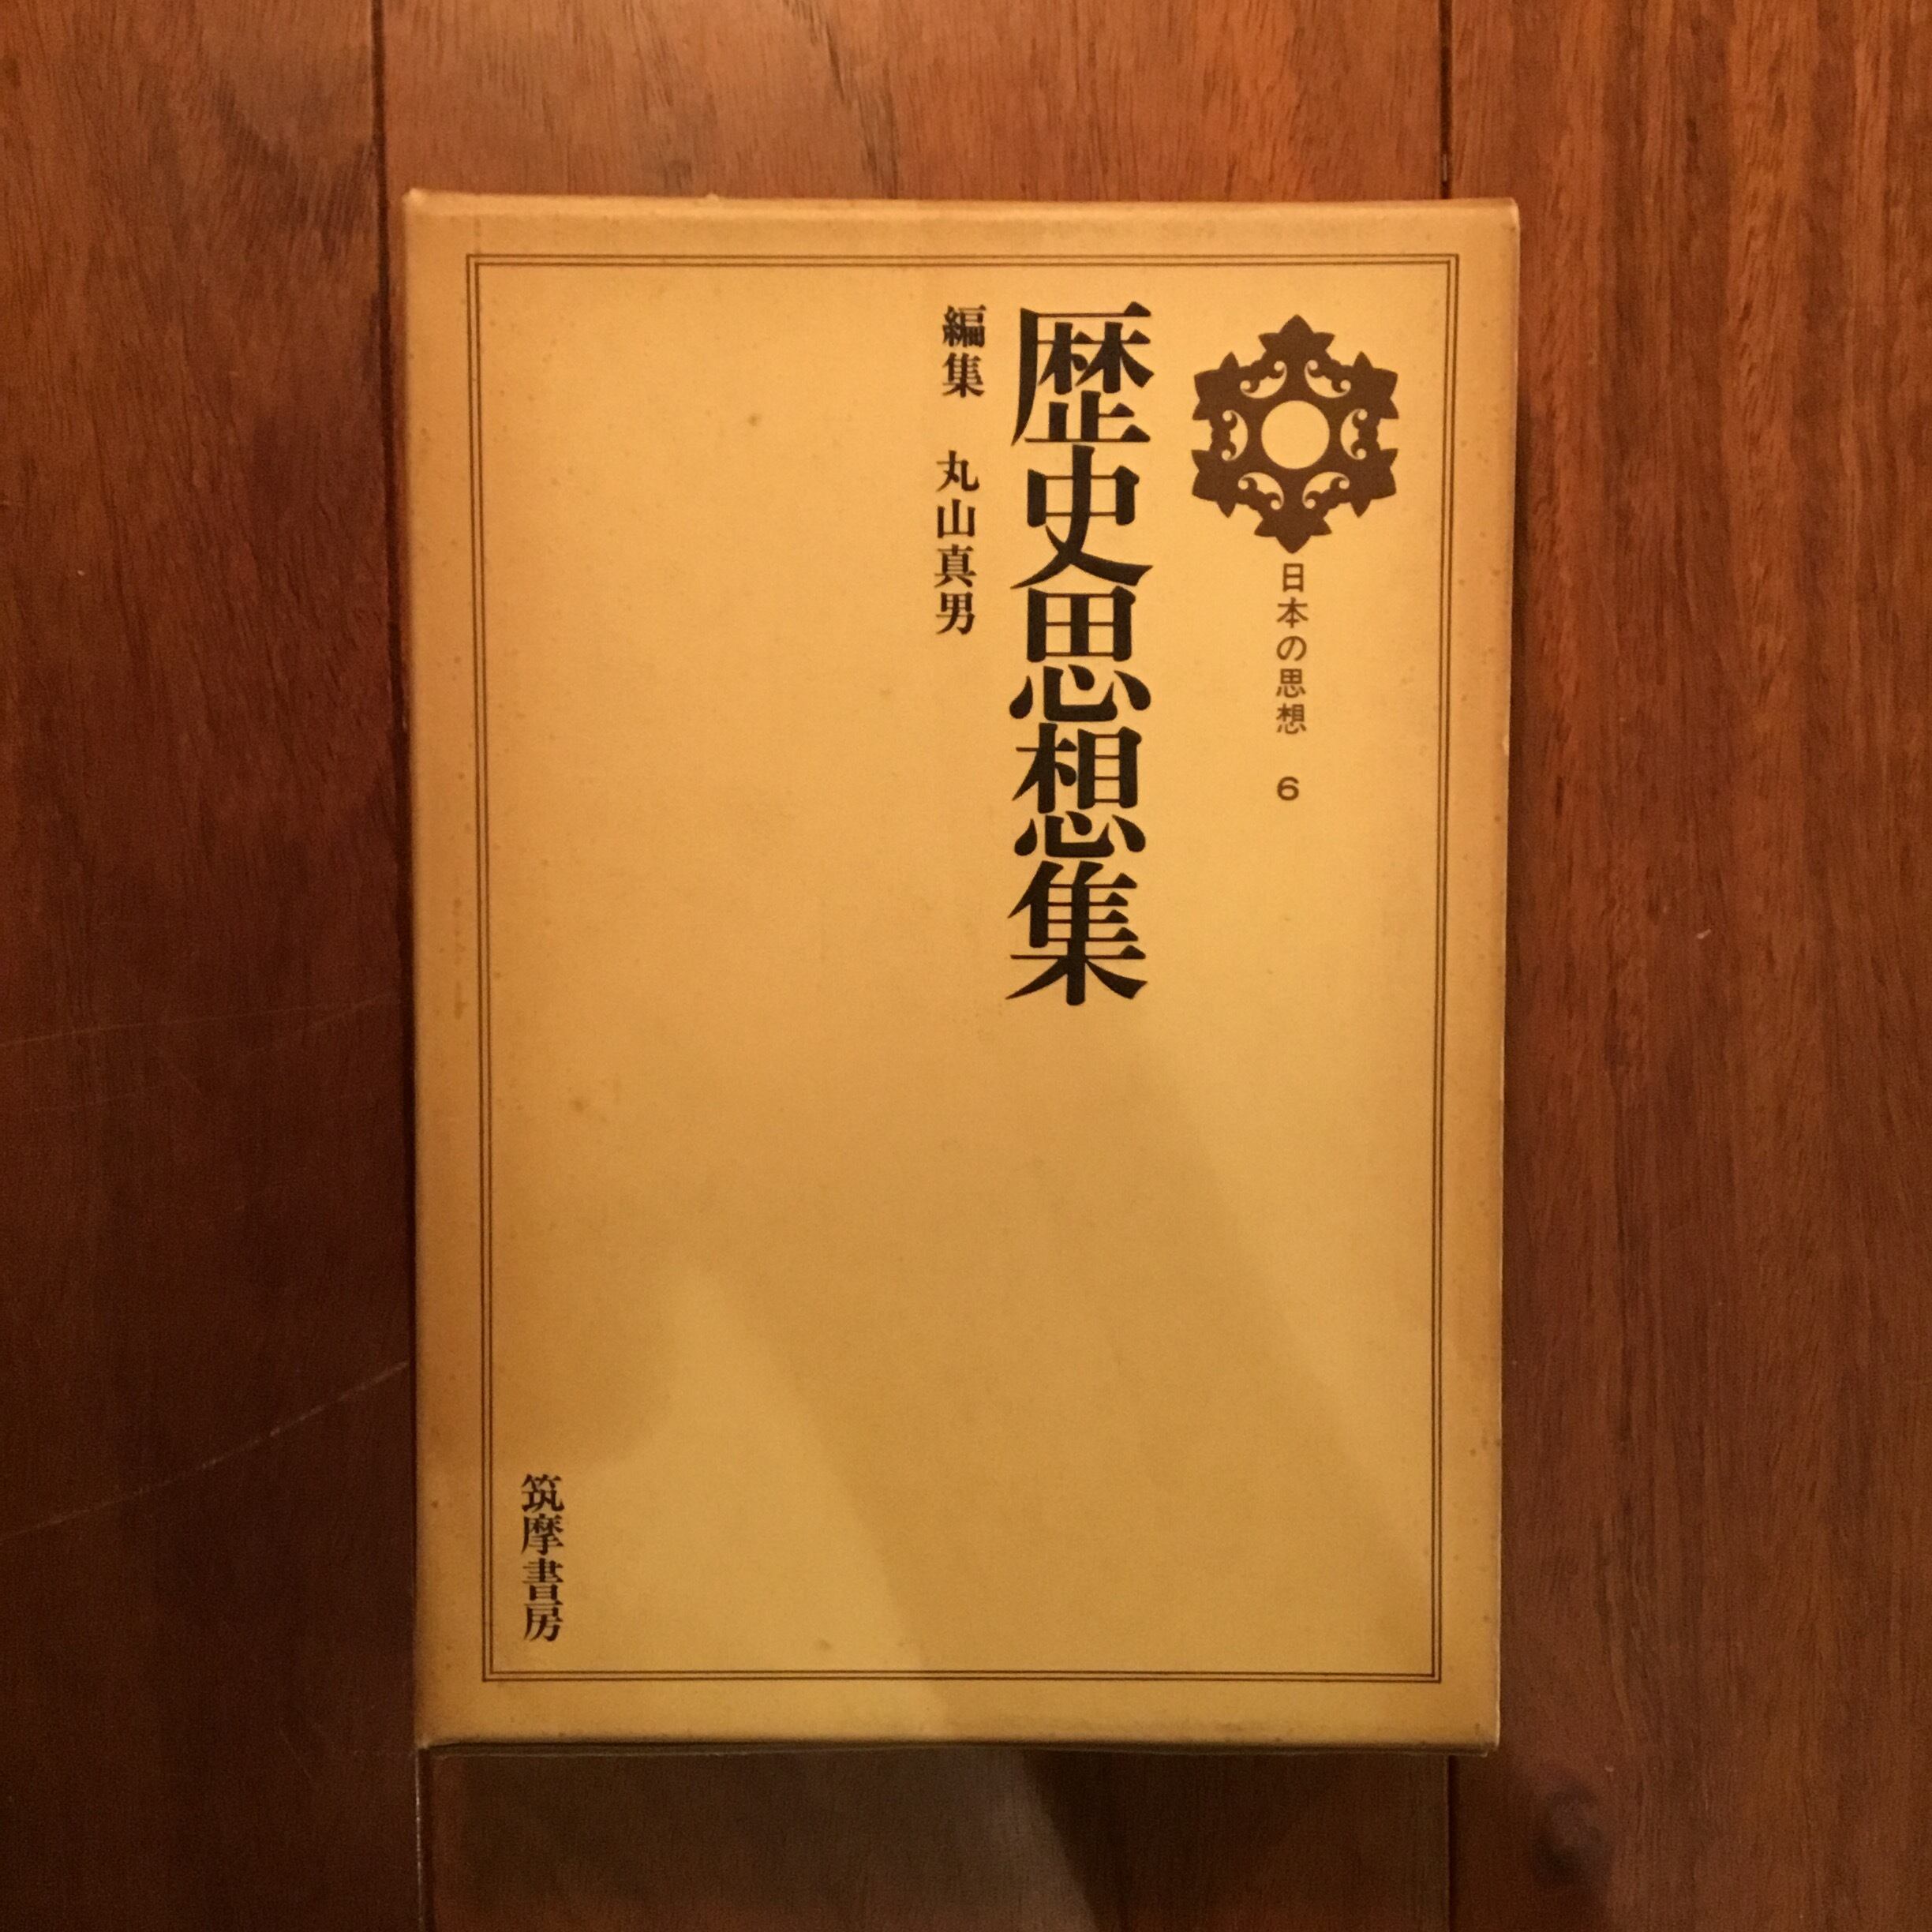 日本の思想 6
歴史思想集
編集 丸山真男
筑摩書房